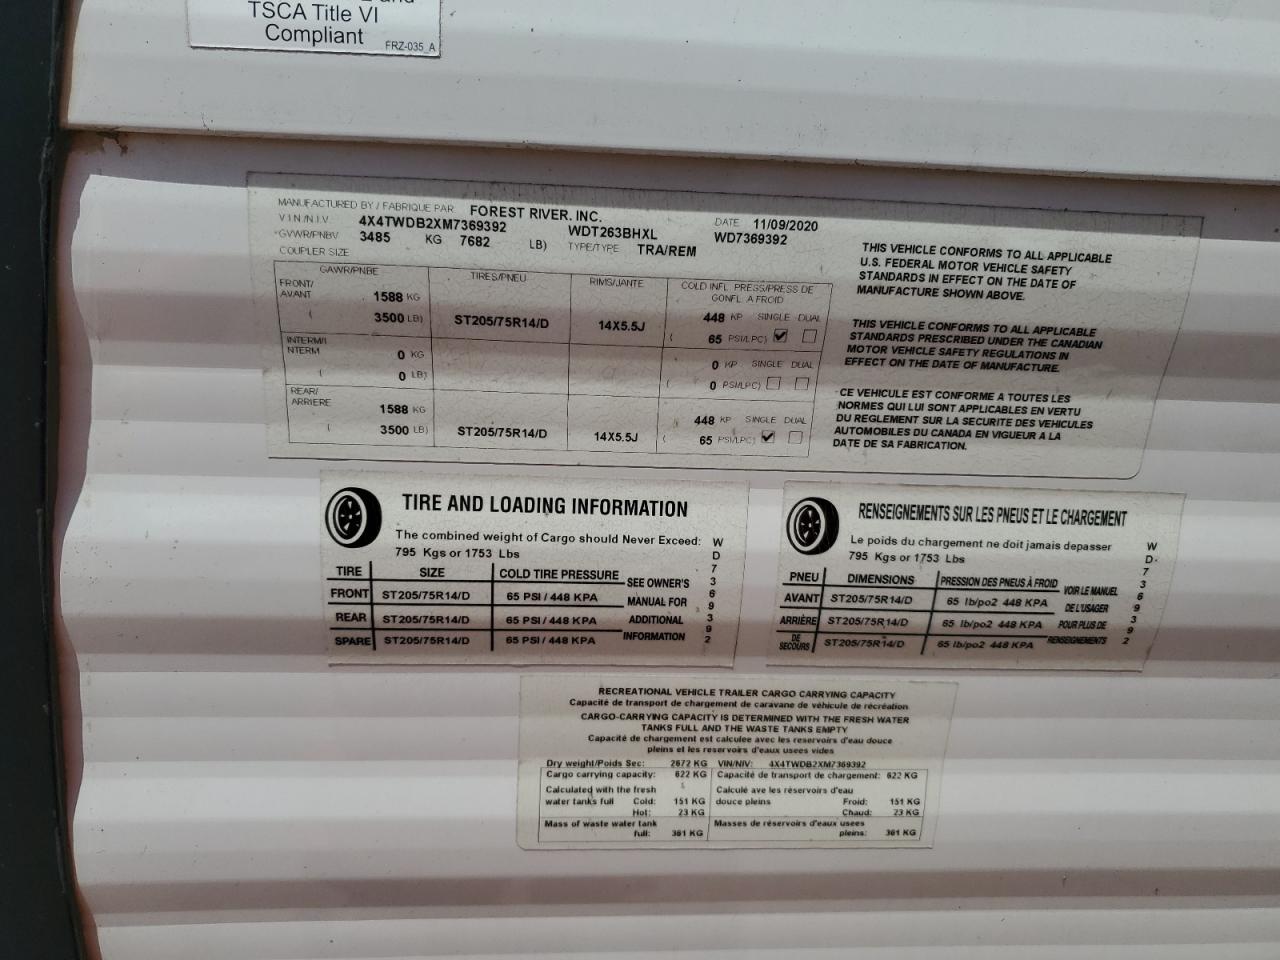 TSCA Title VI
Compliant
FRZ-035_A
MANUFACTURED BY / FABRIQUE PAR FOREST RIVER, INC. DATE 11/09/2020
V I N / N.I.V. 4X4TWDB2XM7369392 WDT263BHXL WD7369392
GVWR/PNBV 3485 KG 7682 LB) TYPE/TYPE TRA/REM
COUPLER SIZE
GAWR/PNBE TIRES/PNEU RIMS/JANTE COLD INFL PRESS/PRESS DE GONFL A FROID
FRONT/ AVANT 1588 KG 448 KP SINGLE DUAL
( 3500 LB) ST205/75R14/D 14X5.5J ( 65 PSI/LPC)
INTERM/I NTERM 0 KG 0 KP SINGLE DUAL
( 0 LB) ( 0 PSI/LPC)
REAR/ ARRIERE 1588 KG 448 KP SINGLE DUAL
( 3500 LB) ST205/75R14/D 14X5.5J ( 65 PSI/LPC)
THIS VEHICLE CONFORMS TO ALL APPLICABLE
U.S. FEDERAL MOTOR VEHICLE SAFETY
STANDARDS IN EFFECT ON THE DATE OF
MANUFACTURE SHOWN ABOVE.
THIS VEHICLE CONFORMS TO ALL APPLICABLE
STANDARDS PRESCRIBED UNDER THE CANADIAN
MOTOR VEHICLE SAFETY REGULATIONS IN
EFFECT ON THE DATE OF MANUFACTURE.
CE VEHICULE EST CONFORME A TOUTES LES
NORMES QUI LUI SONT APPLICABLES EN VERTU
DU REGLEMENT SUR LA SECURITE DES VEHICULES
AUTOMOBILES DU CANADA EN VIGUEUR A LA
DATE DE SA FABRICATION.
TIRE AND LOADING INFORMATION
The combined weight of Cargo should Never Exceed:
795 Kgs or 1753 Lbs
TIRE SIZE COLD TIRE PRESSURE SEE OWNER'S
FRONT ST205/75R14/D 65 PSI / 448 KPA MANUAL FOR
REAR ST205/75R14/D 65 PSI / 448 KPA ADDITIONAL
SPARE ST205/75R14/D 65 PSI / 448 KPA INFORMATION
WD7369392
RENSEIGNEMENTS SUR LES PNEUS ET LE CHARGEMENT
Le poids du chargement ne doit jamais depasser
795 Kgs or 1753 Lbs
PNEU DIMENSIONS PRESSION DES PNEUS À FROID VOIR LE MANUEL
AVANT ST205/75R14/D 65 lb/po2 448 KPA DE L'USAGER
ARRIÈRE ST205/75R14/D 65 lb/po2 448 KPA POUR PLUS DE
DE SECOURS ST205/75R14/D 65 lb/po2 448 KPA RENSEIGNEMENTS
WD7369392
RECREATIONAL VEHICLE TRAILER CARGO CARRYING CAPACITY
Capacité de transport de chargement de caravane de véhicule de récréation
CARGO-CARRYING CAPACITY IS DETERMINED WITH THE FRESH WATER
TANKS FULL AND THE WASTE TANKS EMPTY
Capacité de chargement est calculee avec les reservoirs d'eau douce
pleins et les reservoirs d'eaux usees vides
Dry weight/Poids Sec: 2672 KG VIN/NIV: 4X4TWDB2XM7369392
Cargo carrying capacity: 622 KG Capacité de transport de chargement: 622 KG
Calculated with the fresh Calculé ave les réservoirs d'eau
water tanks full Cold: 151 KG douce pleins Froid: 151 KG
Hot: 23 KG Chaud: 23 KG
Mass of waste water tank Masses de réservoirs d'eaux usees
full: 361 KG pleins: 361 KG